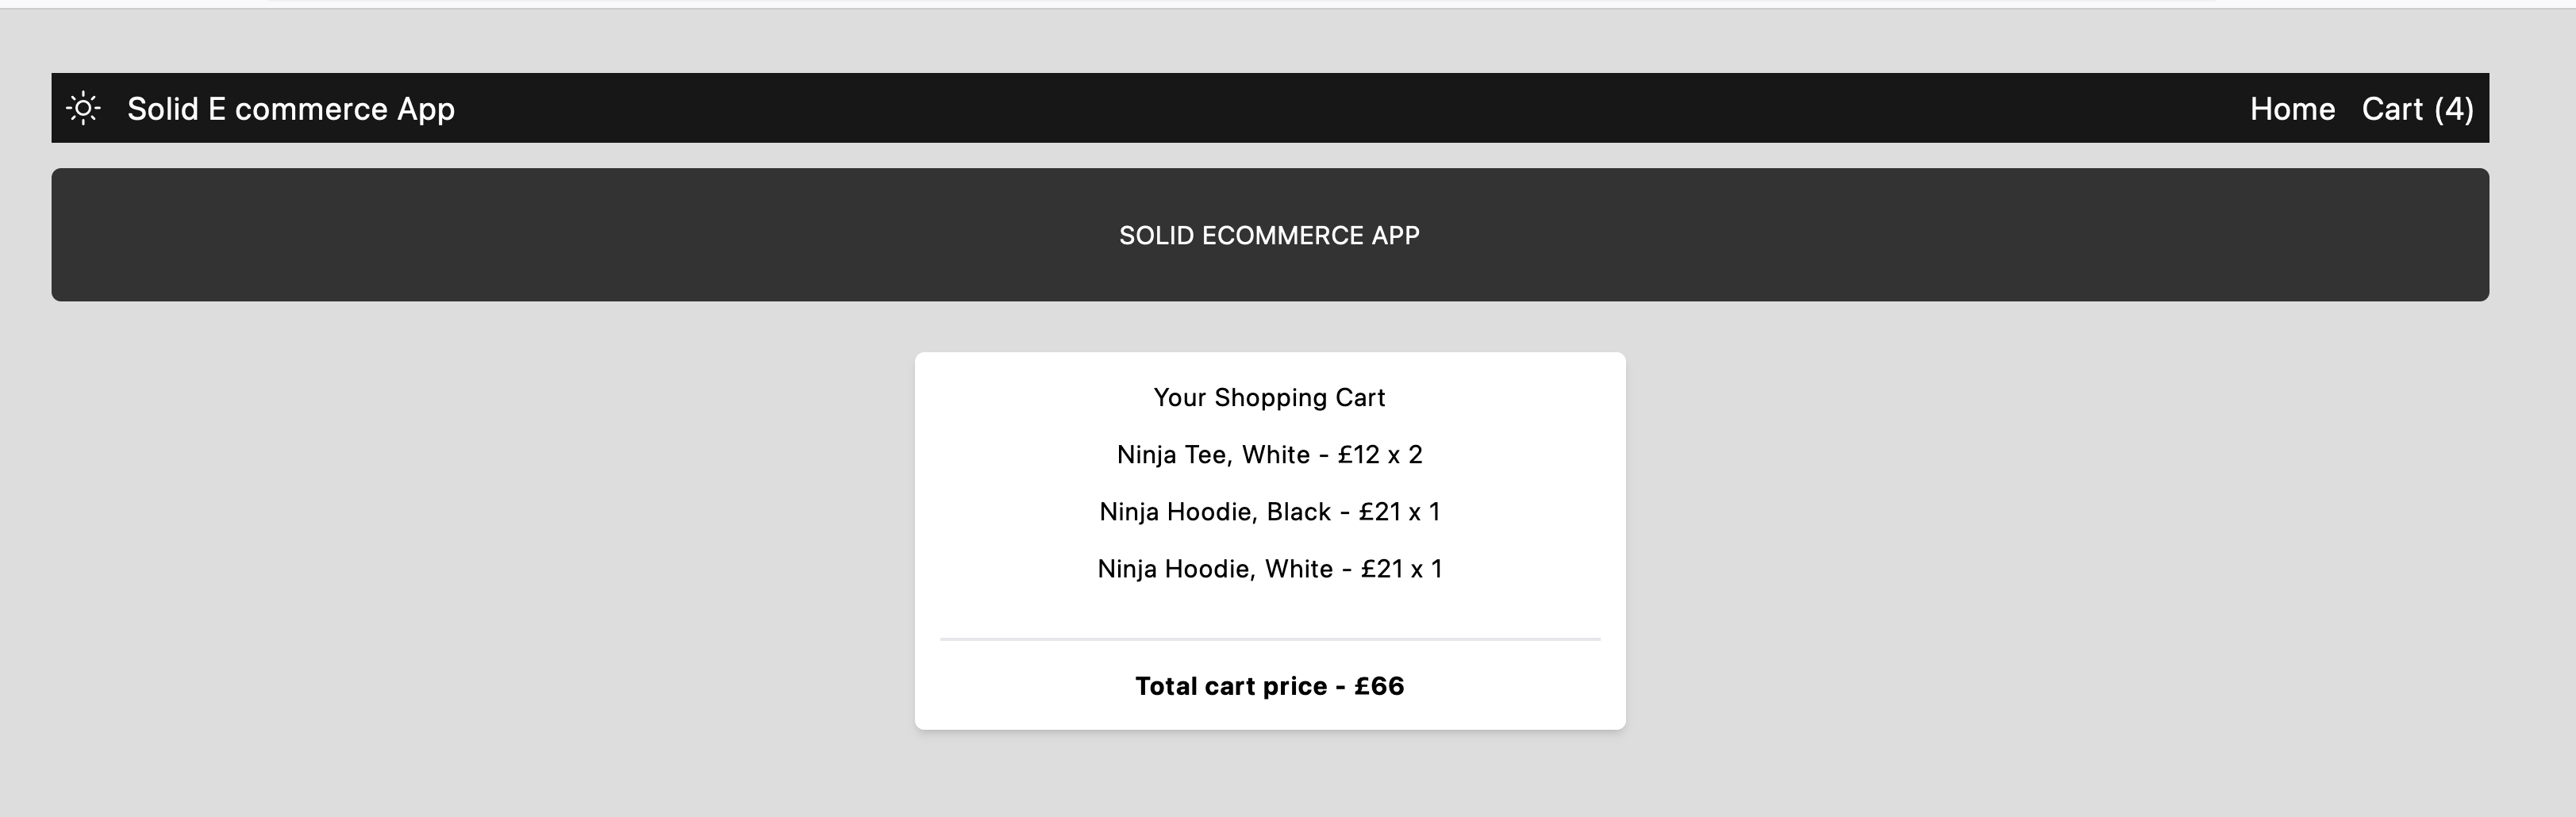 Solid E commerce App
Home Cart (4)
SOLID ECOMMERCE APP
Your Shopping Cart
Ninja Tee, White - £12 x 2
Ninja Hoodie, Black - £21 x 1
Ninja Hoodie, White - £21 x 1
Total cart price - £66